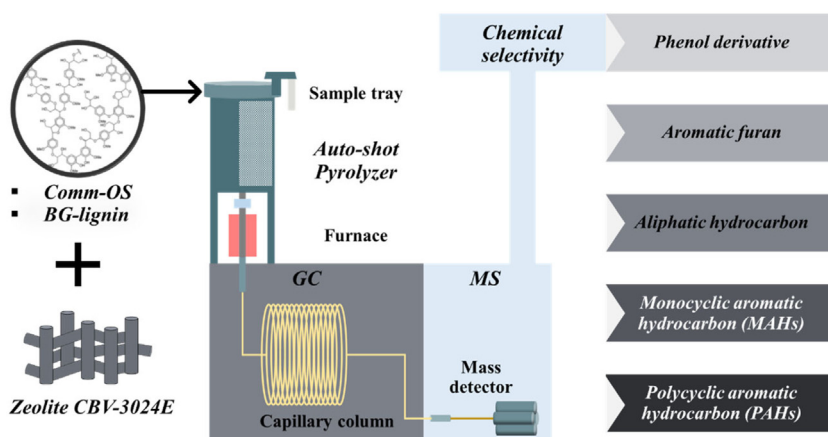 Comm-OS
BG-lignin
Zeolite CBV-3024E
Sample tray
Auto-shot
Pyrolyzer
Furnace
GC
Capillary column
MS
Mass
detector
Chemical
selectivity
Phenol derivative
Aromatic furan
Aliphatic hydrocarbon
Monocyclic aromatic
hydrocarbon (MAHs)
Polycyclic aromatic
hydrocarbon (PAHs)